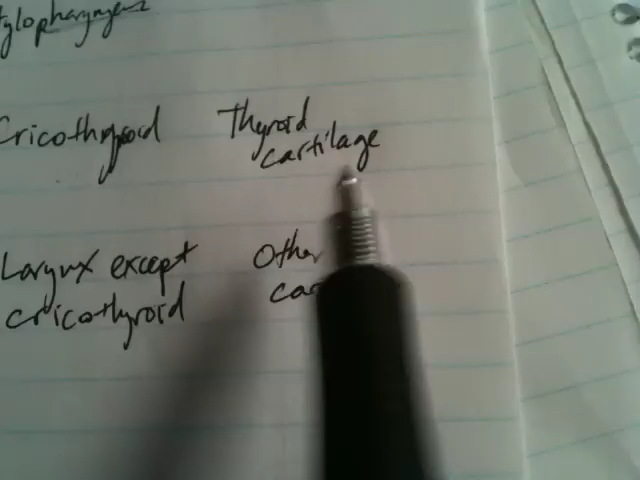 Cricothyroid Thyroid
cartilage
Larynx except Other
cricothyroid